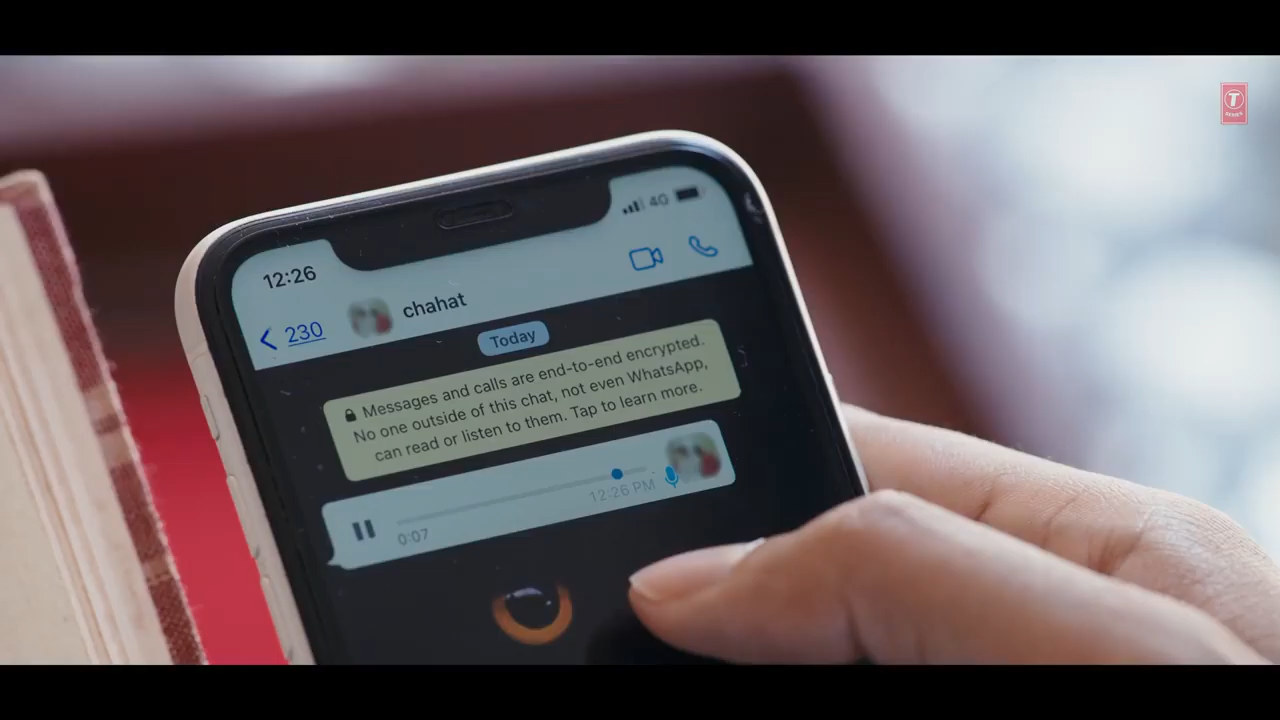 T
SERIES
12:26
4G
230
chahat
Today
Messages and calls are end-to-end encrypted.
No one outside of this chat, not even WhatsApp,
can read or listen to them. Tap to learn more.
0:07
12:26 PM